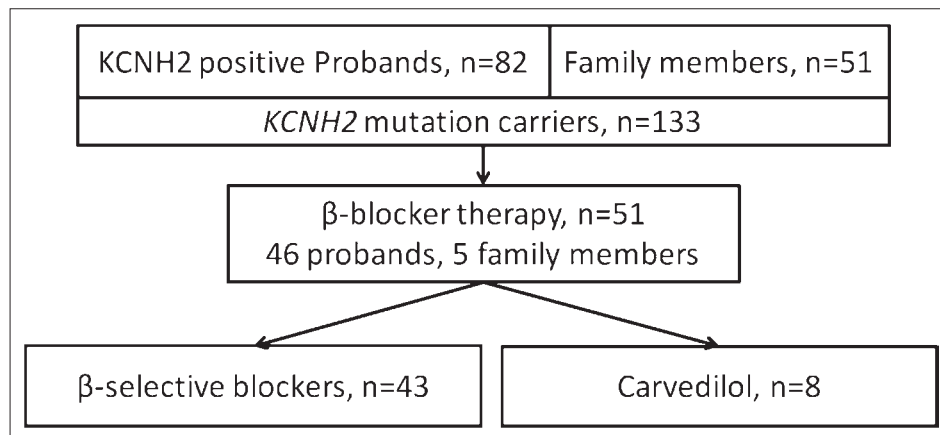 KCNH2 positive Probands, n=82
Family members, n=51
KCNH2 mutation carriers, n=133
β-blocker therapy, n=51
46 probands, 5 family members
β-selective blockers, n=43
Carvedilol, n=8